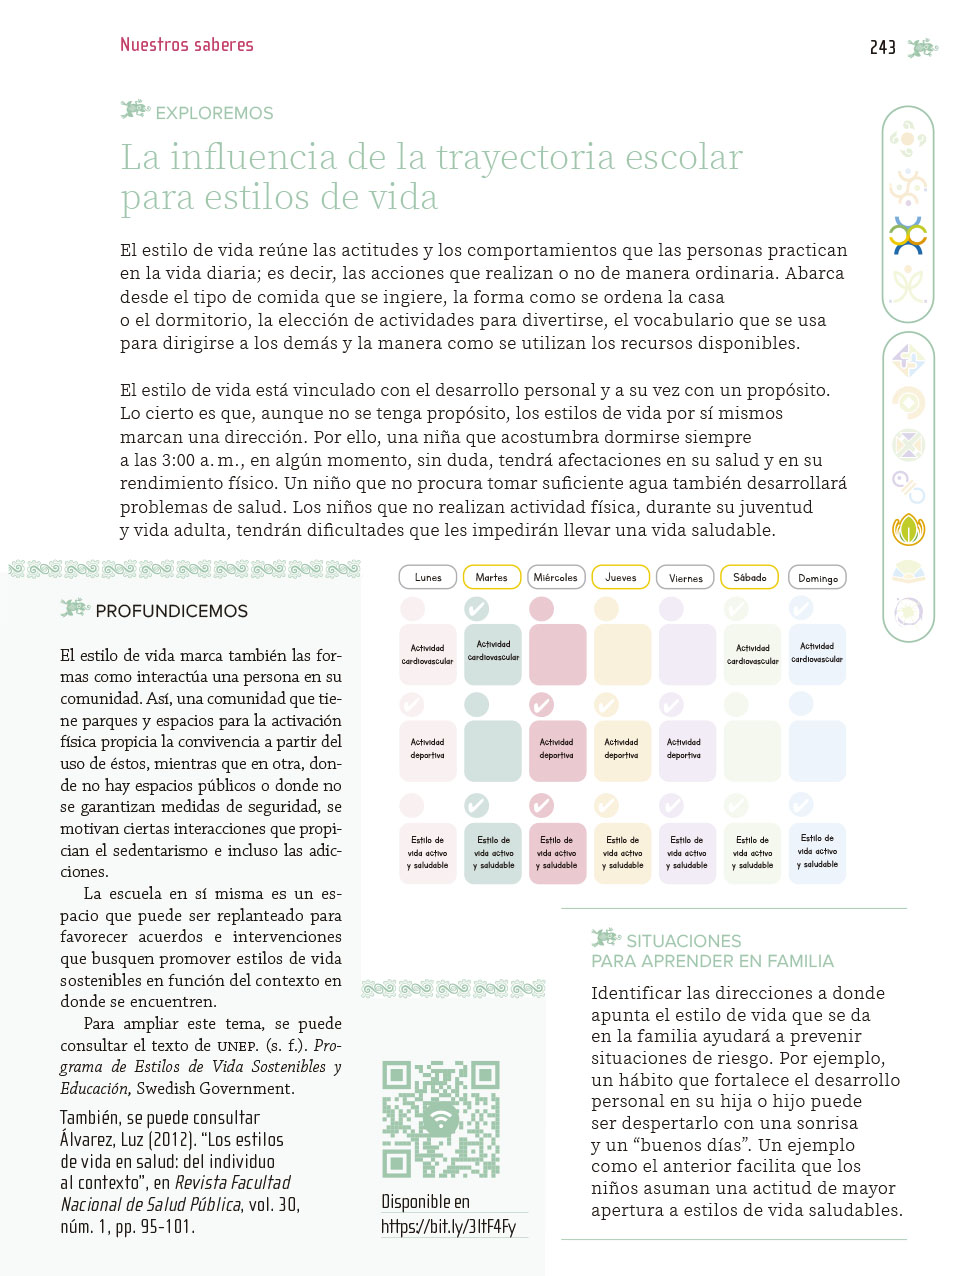 Nuestros saberes
243
EXPLOREMOS
La influencia de la trayectoria escolar
para estilos de vida
El estilo de vida reúne las actitudes y los comportamientos que las personas practican
en la vida diaria; es decir, las acciones que realizan o no de manera ordinaria. Abarca
desde el tipo de comida que se ingiere, la forma como se ordena la casa
o el dormitorio, la elección de actividades para divertirse, el vocabulario que se usa
para dirigirse a los demás y la manera como se utilizan los recursos disponibles.
El estilo de vida está vinculado con el desarrollo personal y a su vez con un propósito.
Lo cierto es que, aunque no se tenga propósito, los estilos de vida por sí mismos
marcan una dirección. Por ello, una niña que acostumbra dormirse siempre
a las 3:00 a. m., en algún momento, sin duda, tendrá afectaciones en su salud y en su
rendimiento físico. Un niño que no procura tomar suficiente agua también desarrollará
problemas de salud. Los niños que no realizan actividad física, durante su juventud
y vida adulta, tendrán dificultades que les impedirán llevar una vida saludable.
PROFUNDICEMOS
El estilo de vida marca también las for-
mas como interactúa una persona en su
comunidad. Así, una comunidad que tie-
ne parques y espacios para la activación
física propicia la convivencia a partir del
uso de éstos, mientras que en otra, don-
de no hay espacios públicos o donde no
se garantizan medidas de seguridad, se
motivan ciertas interacciones que propi-
cian el sedentarismo e incluso las adic-
ciones.
La escuela en sí misma es un es-
pacio que puede ser replanteado para
favorecer acuerdos e intervenciones
que busquen promover estilos de vida
sostenibles en función del contexto en
donde se encuentren.
Para ampliar este tema, se puede
consultar el texto de UNEP. (s. f.). Pro-
grama de Estilos de Vida Sostenibles y
Educación, Swedish Government.
También, se puede consultar
Álvarez, Luz (2012). “Los estilos
de vida en salud: del individuo
al contexto”, en Revista Facultad
Nacional de Salud Pública, vol. 30,
núm. 1, pp. 95-101.
Lunes Martes Miércoles Jueves Viernes Sábado Domingo
Actividad Actividad Actividad Actividad
cardiovascular cardiovascular cardiovascular cardiovascular
Actividad Actividad Actividad Actividad
deportiva deportiva deportiva deportiva
Estilo de Estilo de Estilo de Estilo de Estilo de Estilo de Estilo de
vida activo vida activo vida activo vida activo vida activo vida activo vida activo
y saludable y saludable y saludable y saludable y saludable y saludable y saludable
Disponible en
https://bit.ly/3ItF4Fy
SITUACIONES
PARA APRENDER EN FAMILIA
Identificar las direcciones a donde
apunta el estilo de vida que se da
en la familia ayudará a prevenir
situaciones de riesgo. Por ejemplo,
un hábito que fortalece el desarrollo
personal en su hija o hijo puede
ser despertarlo con una sonrisa
y un “buenos días”. Un ejemplo
como el anterior facilita que los
niños asuman una actitud de mayor
apertura a estilos de vida saludables.